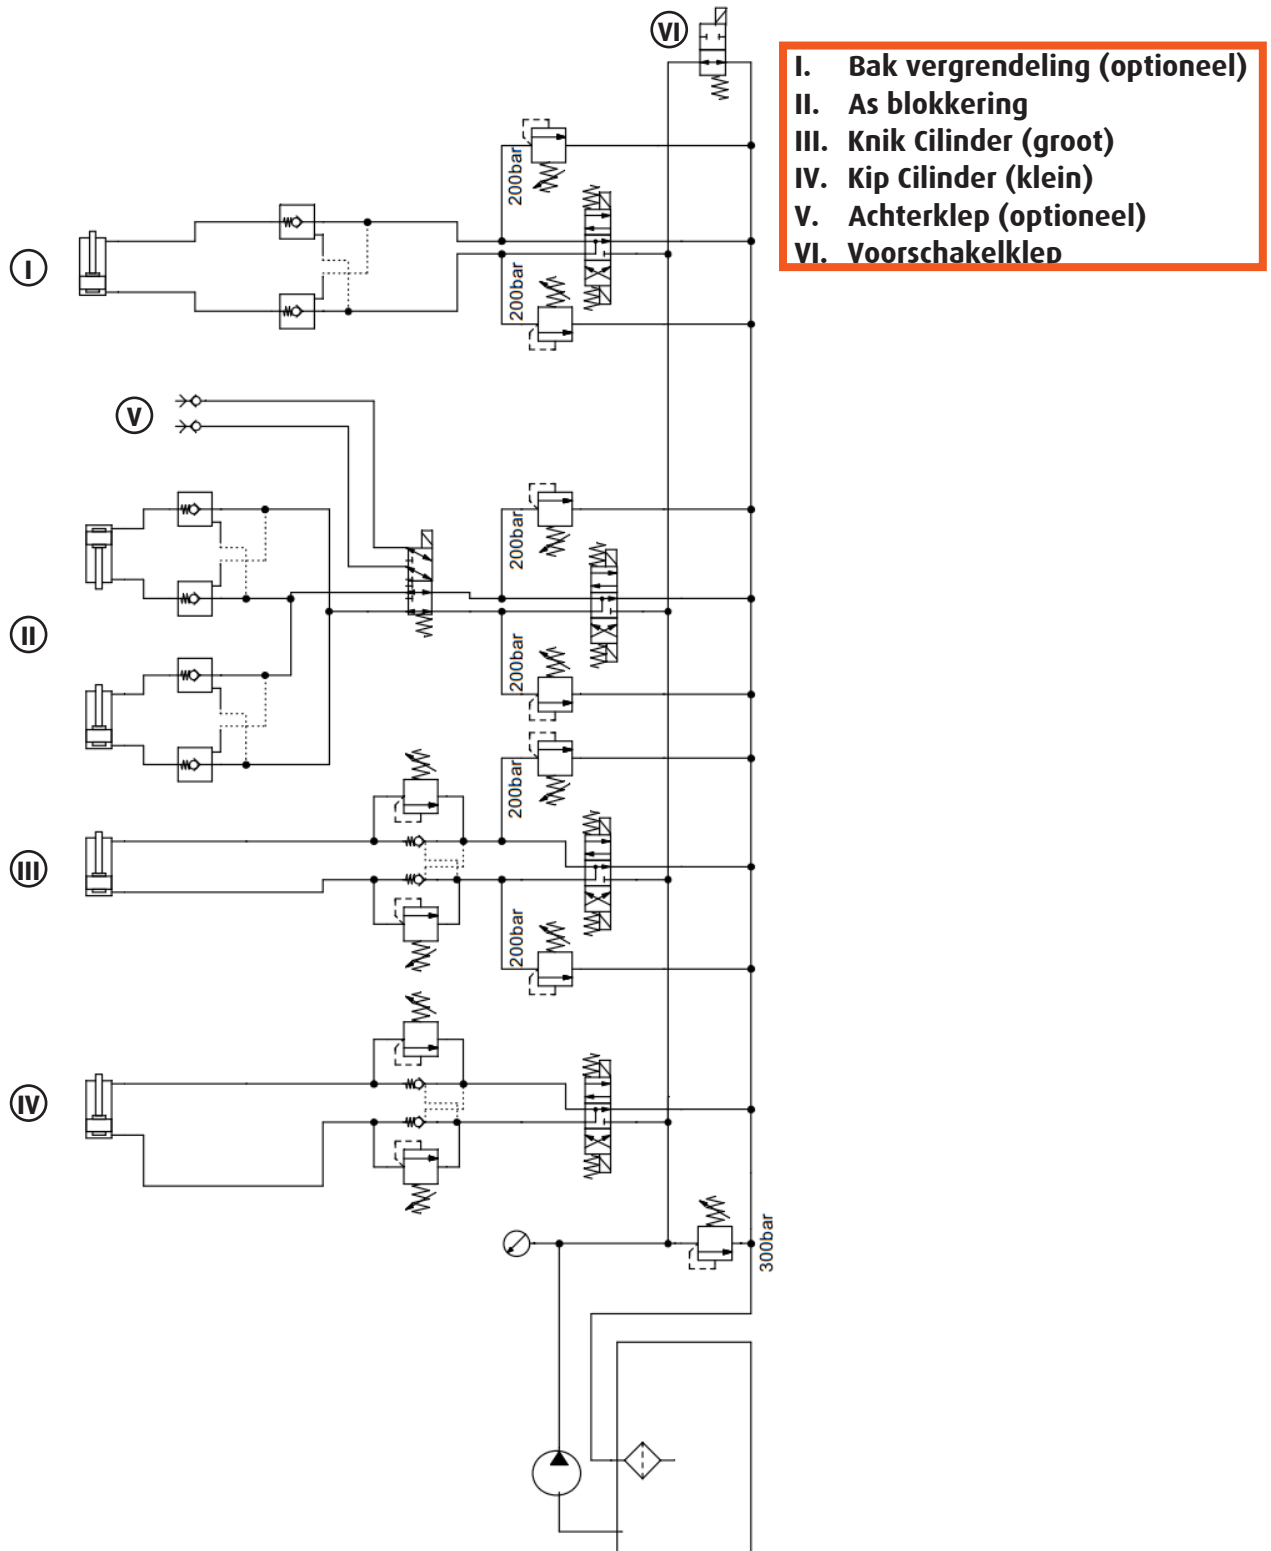 VI
I. Bak vergrendeling (optioneel)
II. As blokkering
III. Knik Cilinder (groot)
IV. Kip Cilinder (klein)
V. Achterklep (optioneel)
VI. Voorschakelklep
200bar
I
200bar
V
200bar
II
200bar
200bar
III
200bar
IV
300bar